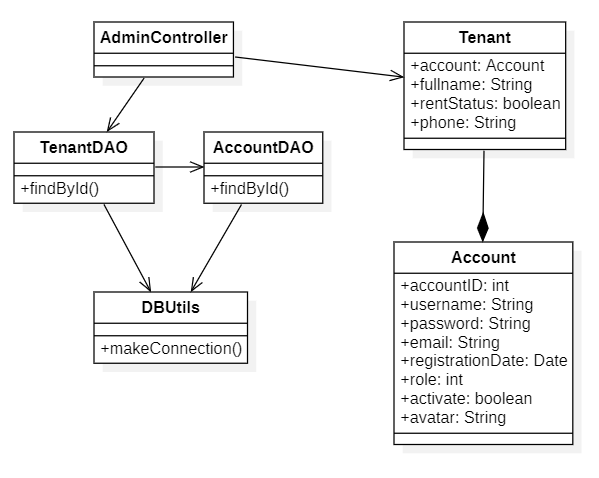 AdminController
Tenant
+account: Account
+fullname: String
+rentStatus: boolean
+phone: String
TenantDAO
+findById()
AccountDAO
+findById()
DBUtils
+makeConnection()
Account
+accountID: int
+username: String
+password: String
+email: String
+registrationDate: Date
+role: int
+activate: boolean
+avatar: String